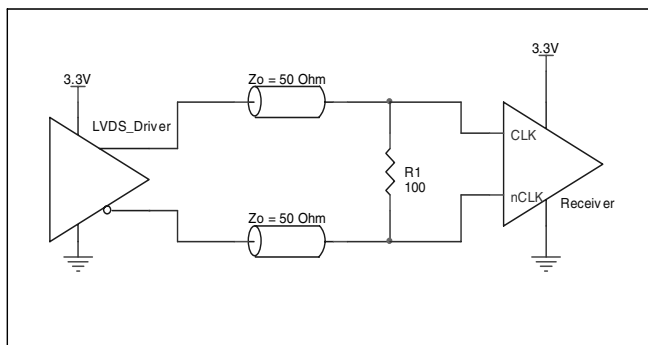 3.3V
LVDS_Driver
Zo = 50 Ohm
3.3V
CLK
R1
100
nCLK
Receiver
Zo = 50 Ohm